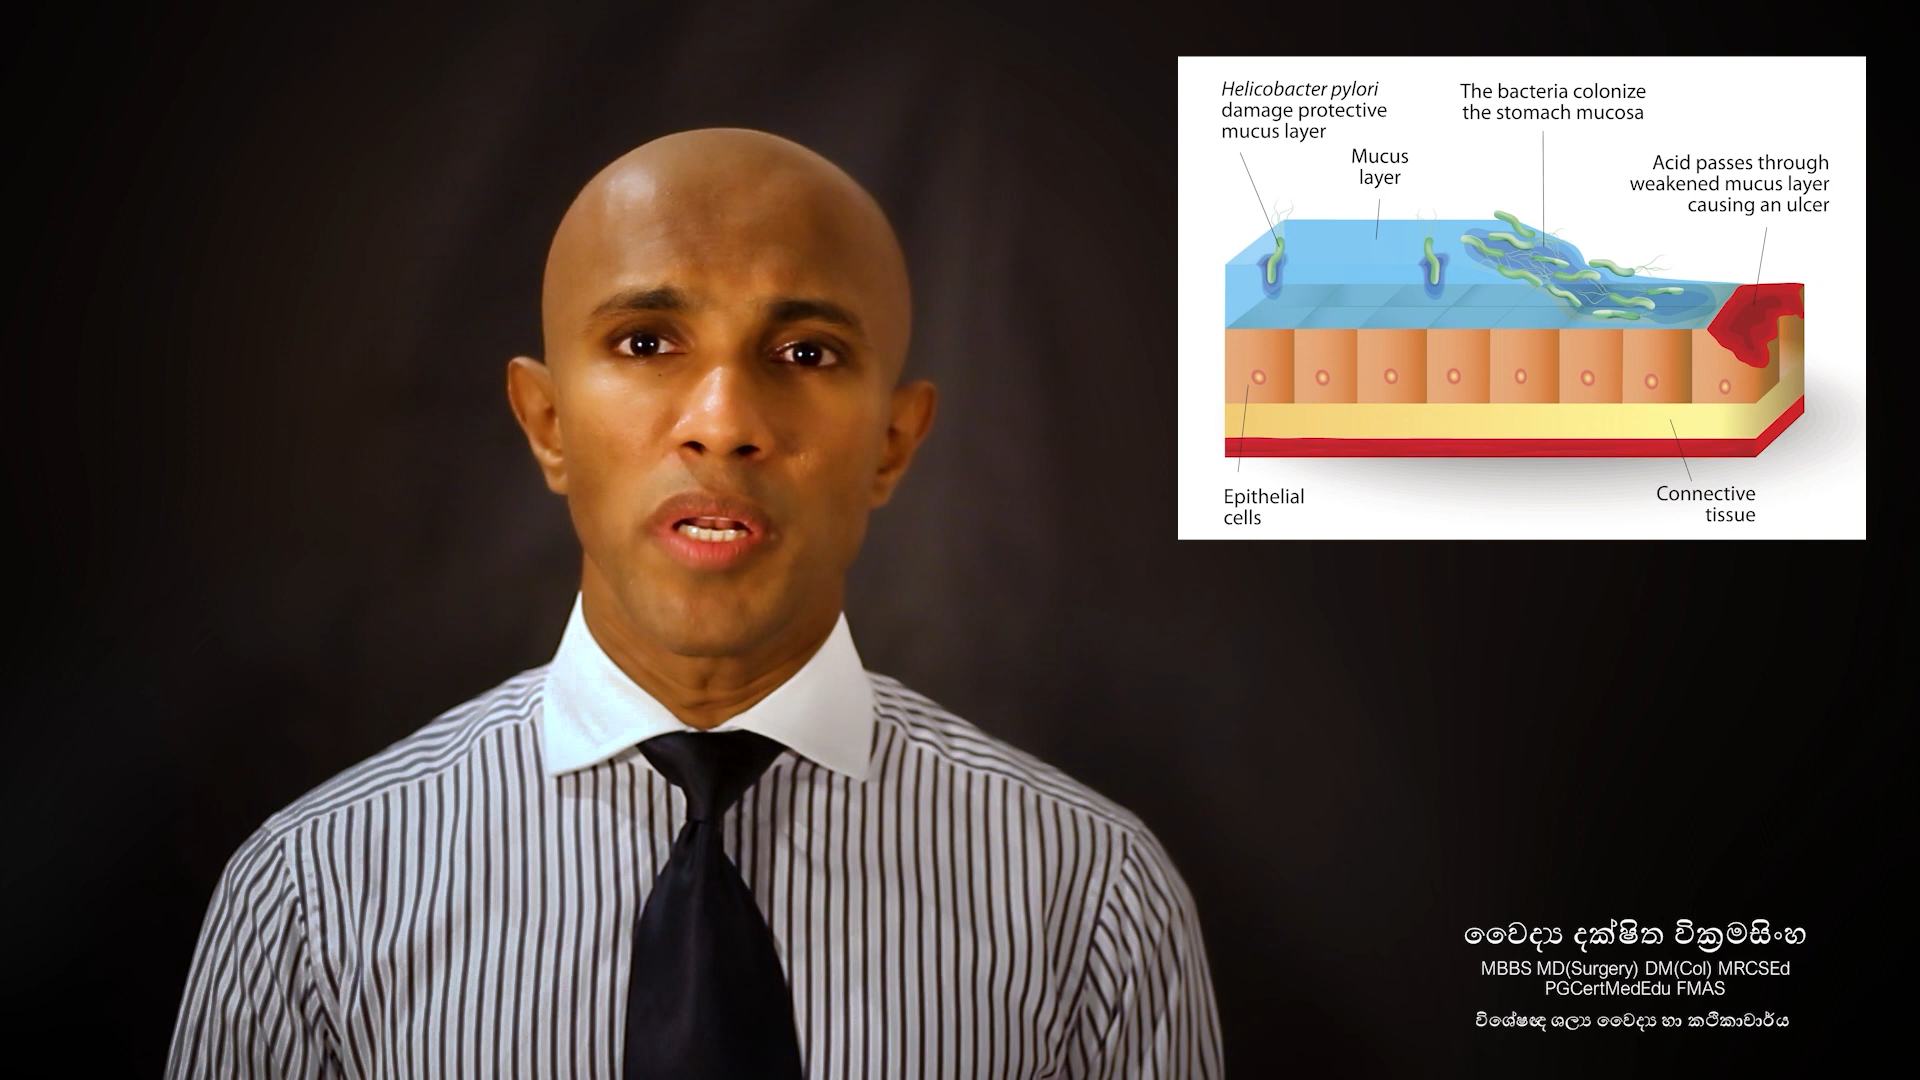 Helicobacter pylori
damage protective
mucus layer
Mucus
layer
The bacteria colonize
the stomach mucosa
Acid passes through
weakened mucus layer
causing an ulcer
Epithelial
cells
Connective
tissue
වෛද්‍ය දක්ෂිත වික්‍රමසිංහ
MBBS MD(Surgery) DM(Col) MRCSEd
PGCertMedEdu FMAS
විශේෂඥ ශල්‍ය වෛද්‍ය හා කථිකාචාර්ය